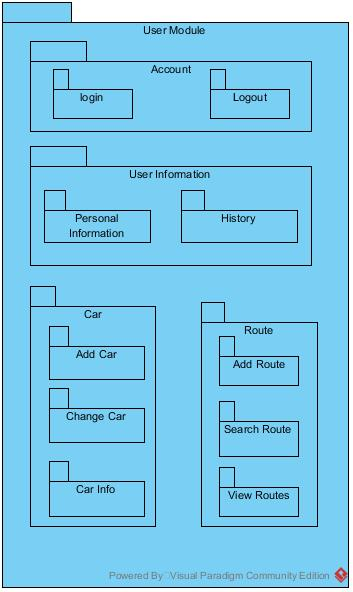 User Module
Account
login
Logout
User Information
Personal
Information
History
Car
Add Car
Change Car
Car Info
Route
Add Route
Search Route
View Routes
Powered By Visual Paradigm Community Edition